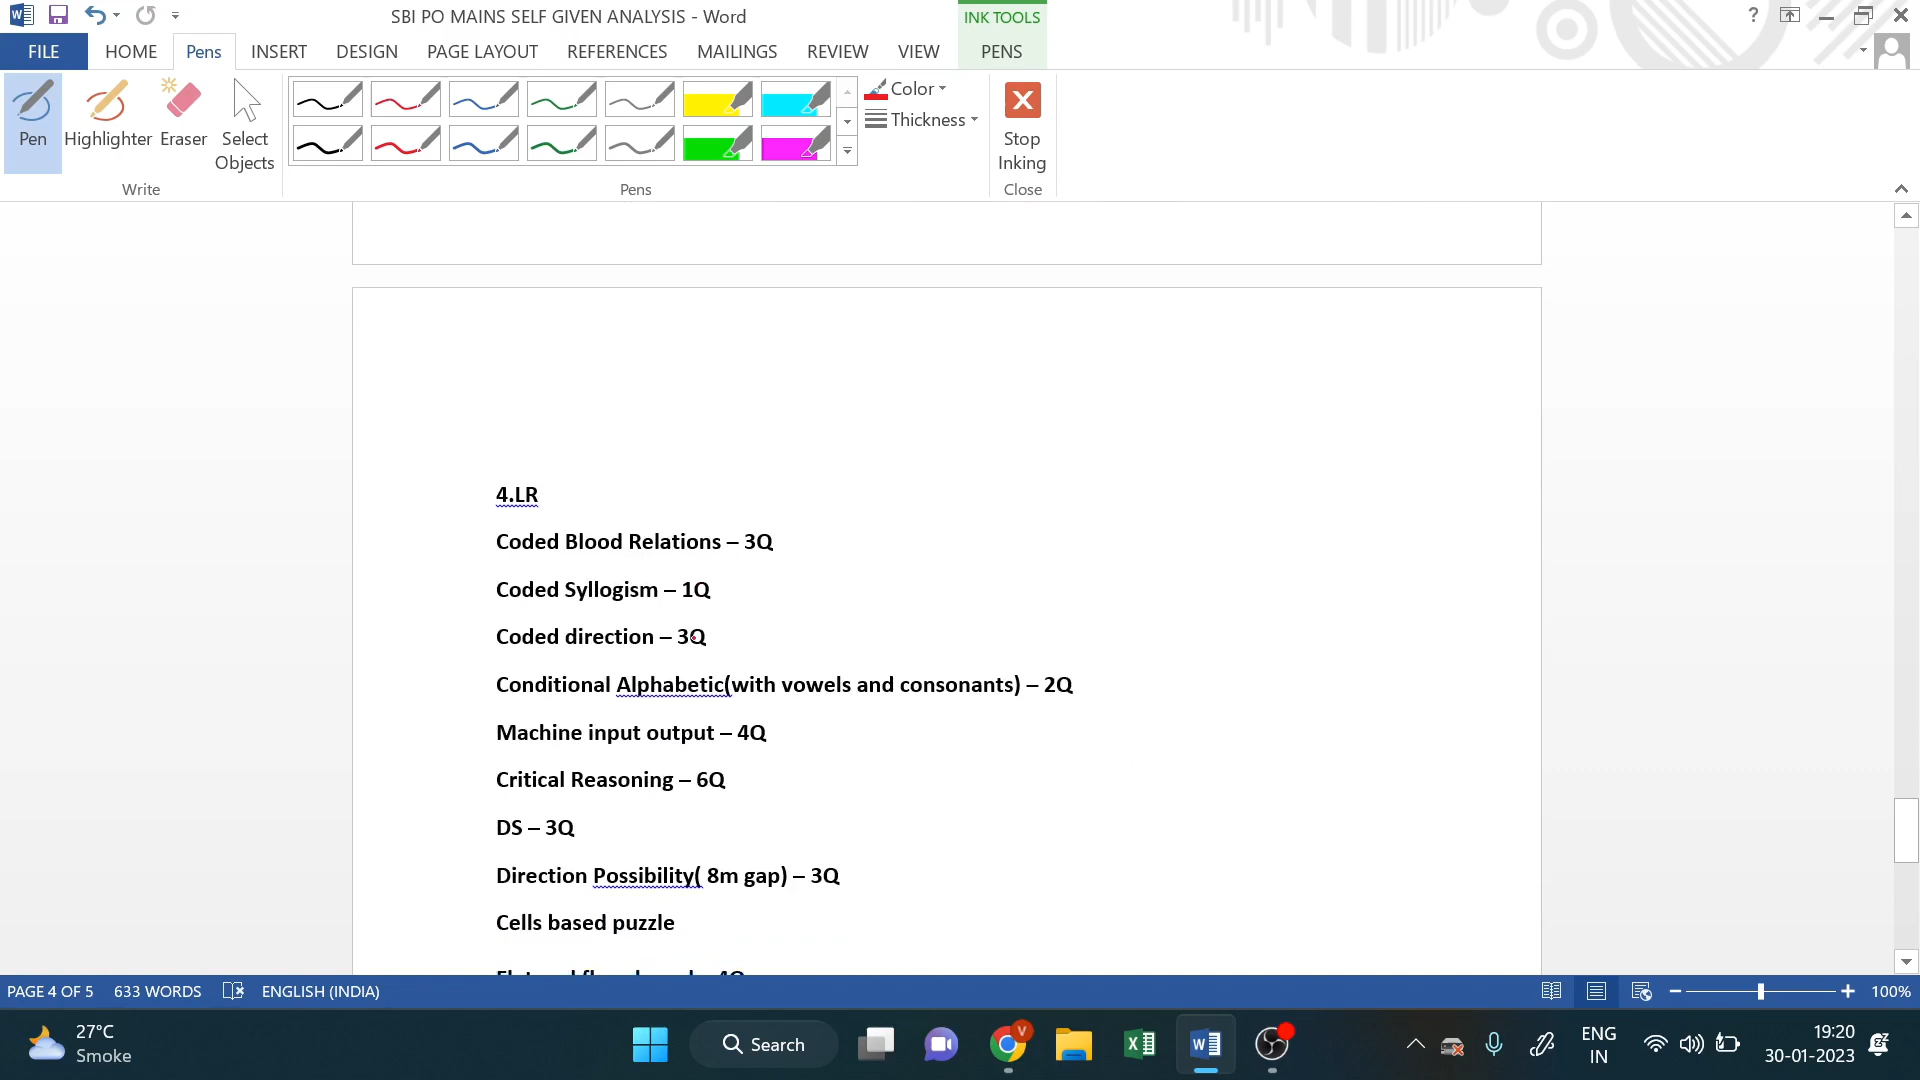 SBI PO MAINS SELF GIVEN ANALYSIS - Word
INK TOOLS
?
FILE
HOME
Pens
INSERT
DESIGN
PAGE LAYOUT
REFERENCES
MAILINGS
REVIEW
VIEW
PENS
Pen
Highlighter
Eraser
Select
Objects
Write
Color
Thickness
Pens
Stop
Inking
Close
4.LR
Coded Blood Relations – 3Q
Coded Syllogism – 1Q
Coded direction – 3Q
Conditional Alphabetic(with vowels and consonants) – 2Q
Machine input output – 4Q
Critical Reasoning – 6Q
DS – 3Q
Direction Possibility( 8m gap) – 3Q
Cells based puzzle
PAGE 4 OF 5
633 WORDS
ENGLISH (INDIA)
100%
27°C
Smoke
Search
V
ENG
IN
19:20
30-01-2023